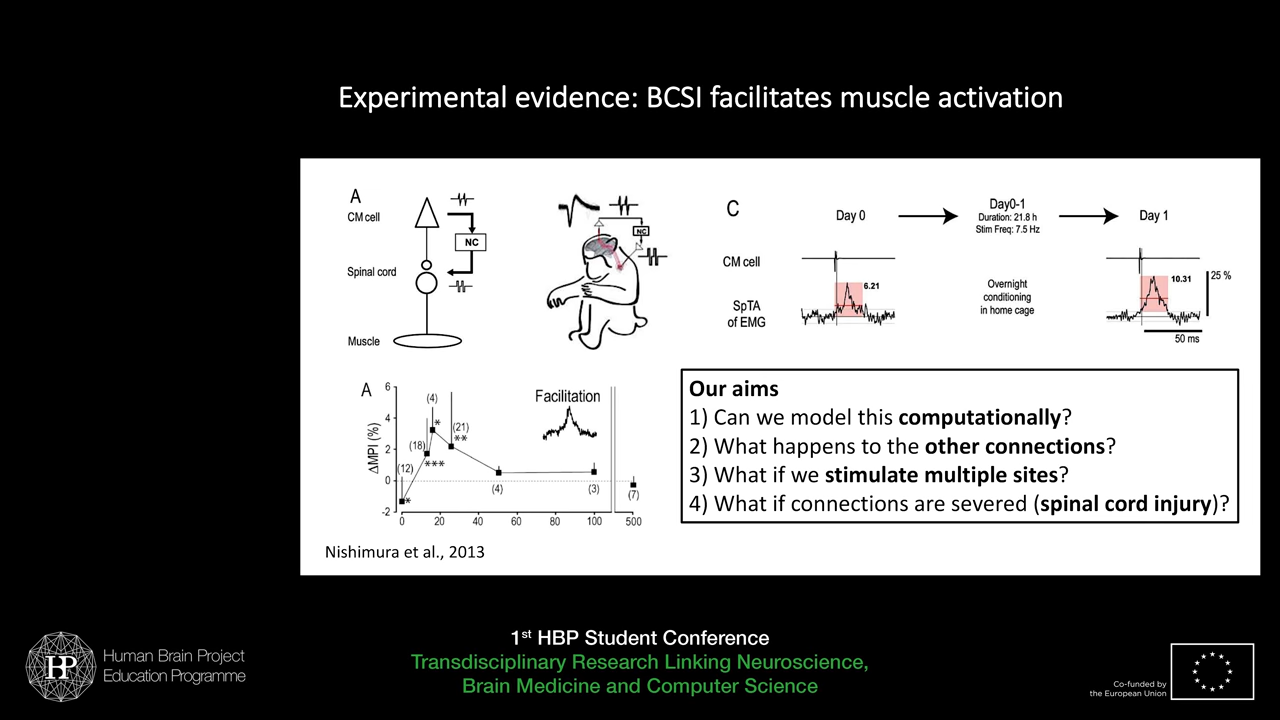 Experimental evidence: BCSI facilitates muscle activation
A
CM cell
NC
Spinal cord
Muscle
NC
C
Day 0
Day0-1
Duration: 21.8 h
Stim Freq: 7.5 Hz
Day 1
CM cell
SpTA
of EMG
6.21
Overnight
conditioning
in home cage
10.31
25 %
50 ms
A
Facilitation
ΔMPI (%)
6
4
2
0
-2
(12)
(18)
(4)
(21)
(4)
(3)
(7)
*
***
*
**
0
20
40
60
80
100
500
Nishimura et al., 2013
Our aims
1) Can we model this computationally?
2) What happens to the other connections?
3) What if we stimulate multiple sites?
4) What if connections are severed (spinal cord injury)?
HP
Human Brain Project
Education Programme
1st HBP Student Conference
Transdisciplinary Research Linking Neuroscience,
Brain Medicine and Computer Science
Co-funded by
the European Union